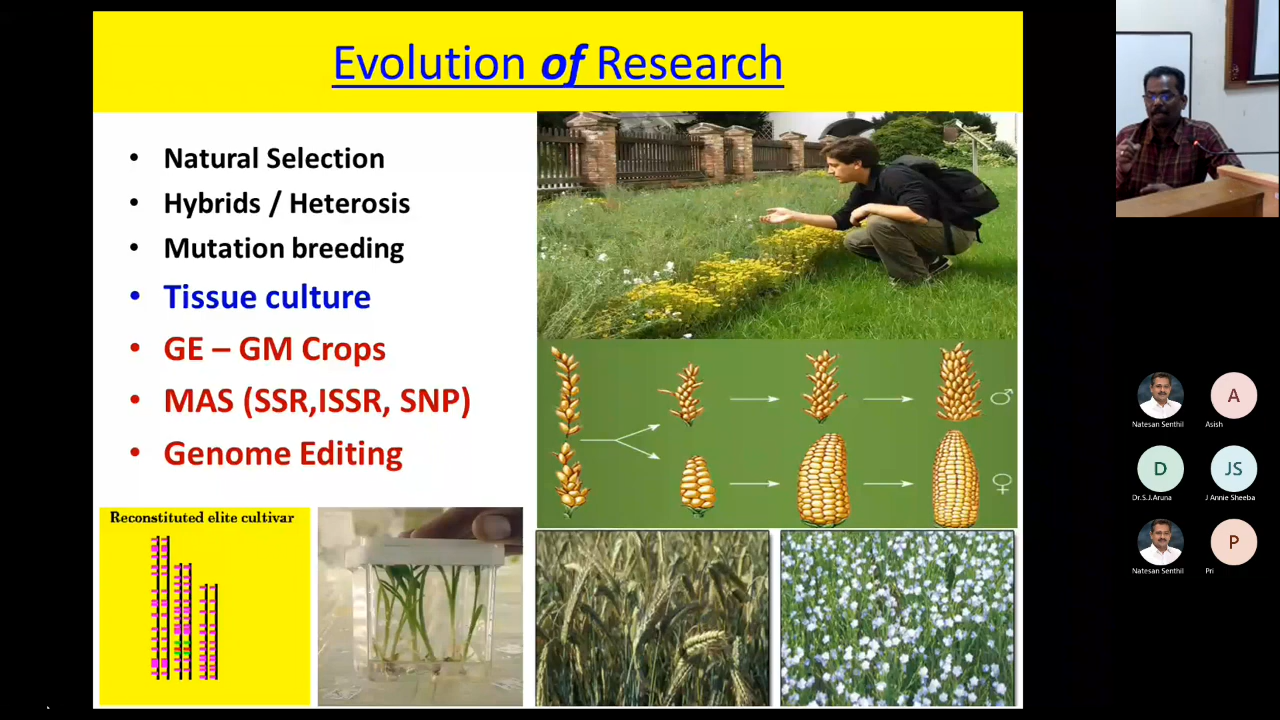 Evolution of Research
• Natural Selection
• Hybrids / Heterosis
• Mutation breeding
• Tissue culture
• GE – GM Crops
• MAS (SSR,ISSR, SNP)
• Genome Editing
♂
♀
Reconstituted elite cultivar
Natesan Senthil
A
Asish
D
Dr.S.J.Aruna
JS
J Annie Sheeba
Natesan Senthil
P
Pri